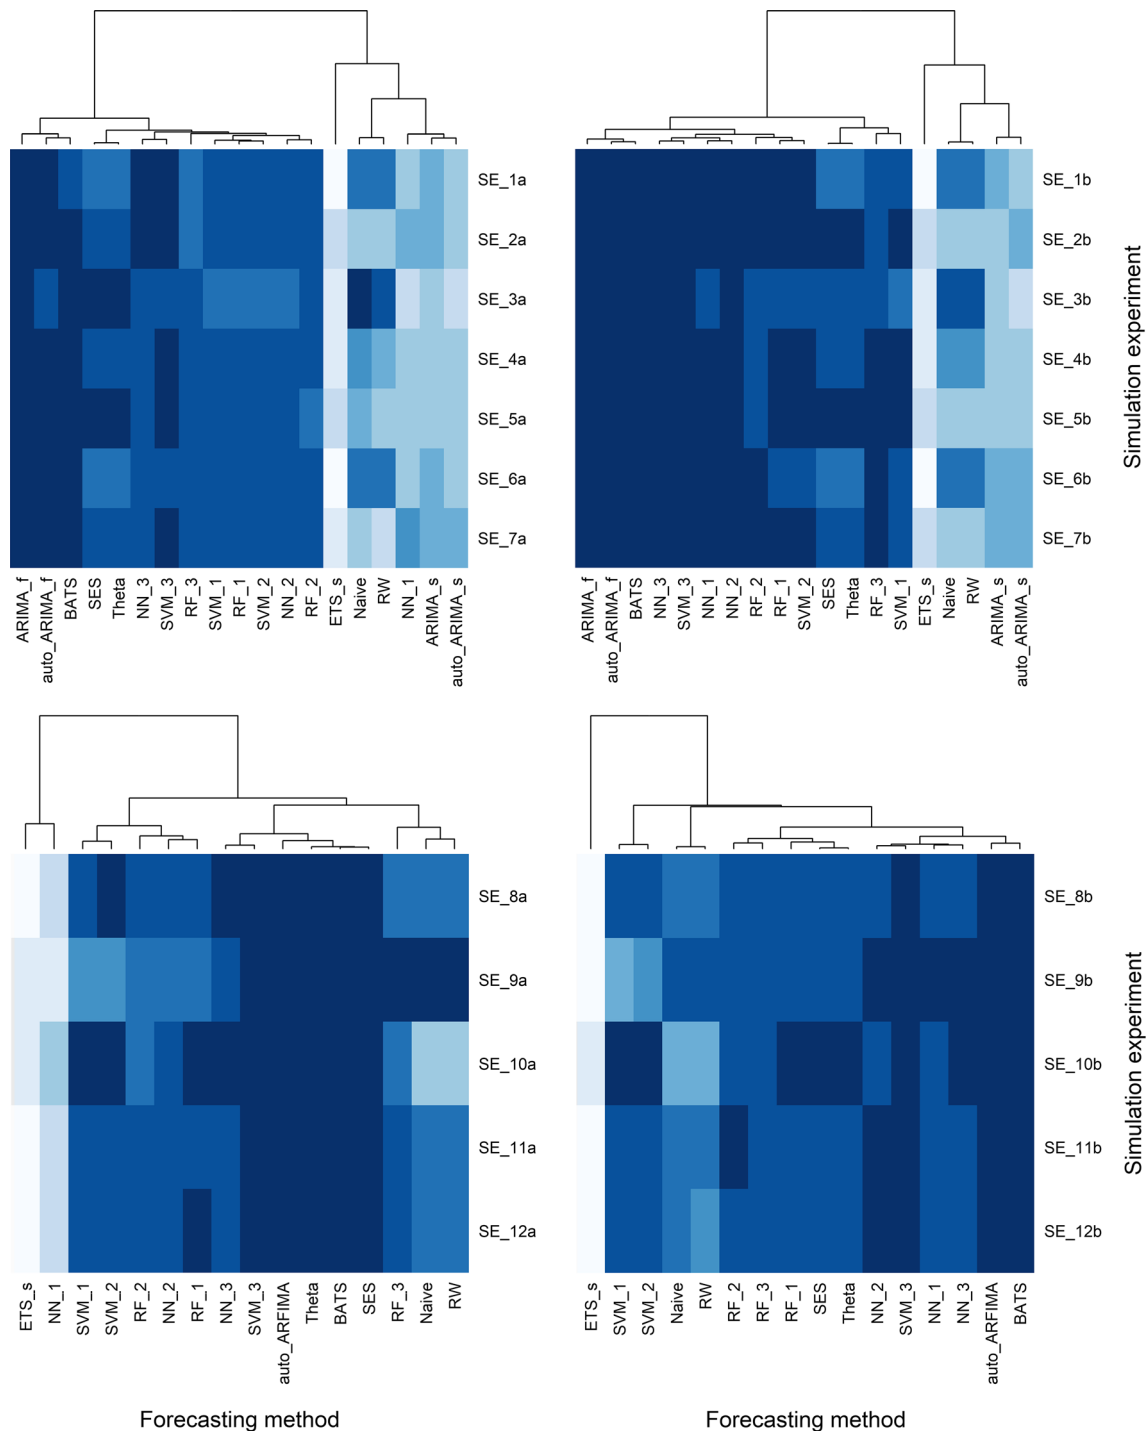 SE_1a
SE_2a
SE_3a
SE_4a
SE_5a
SE_6a
SE_7a
ARIMA_f
auto_ARIMA_f
BATS
SES
Theta
NN_3
SVM_3
RF_3
SVM_1
RF_1
SVM_2
NN_2
RF_2
ETS_s
Naive
RW
NN_1
ARIMA_s
auto_ARIMA_s
SE_1b
SE_2b
SE_3b
SE_4b
SE_5b
SE_6b
SE_7b
Simulation experiment
ARIMA_f
auto_ARIMA_f
BATS
NN_3
SVM_3
NN_1
NN_2
RF_2
RF_1
SVM_2
SES
Theta
RF_3
SVM_1
ETS_s
Naive
RW
ARIMA_s
auto_ARIMA_s
SE_8a
SE_9a
SE_10a
SE_11a
SE_12a
ETS_s
NN_1
SVM_1
SVM_2
RF_2
NN_2
RF_1
NN_3
SVM_3
auto_ARFIMA
Theta
BATS
SES
RF_3
Naive
RW
Forecasting method
SE_8b
SE_9b
SE_10b
SE_11b
SE_12b
Simulation experiment
ETS_s
SVM_1
SVM_2
Naive
RW
RF_2
RF_3
RF_1
SES
Theta
NN_2
SVM_3
NN_1
NN_3
auto_ARFIMA
BATS
Forecasting method